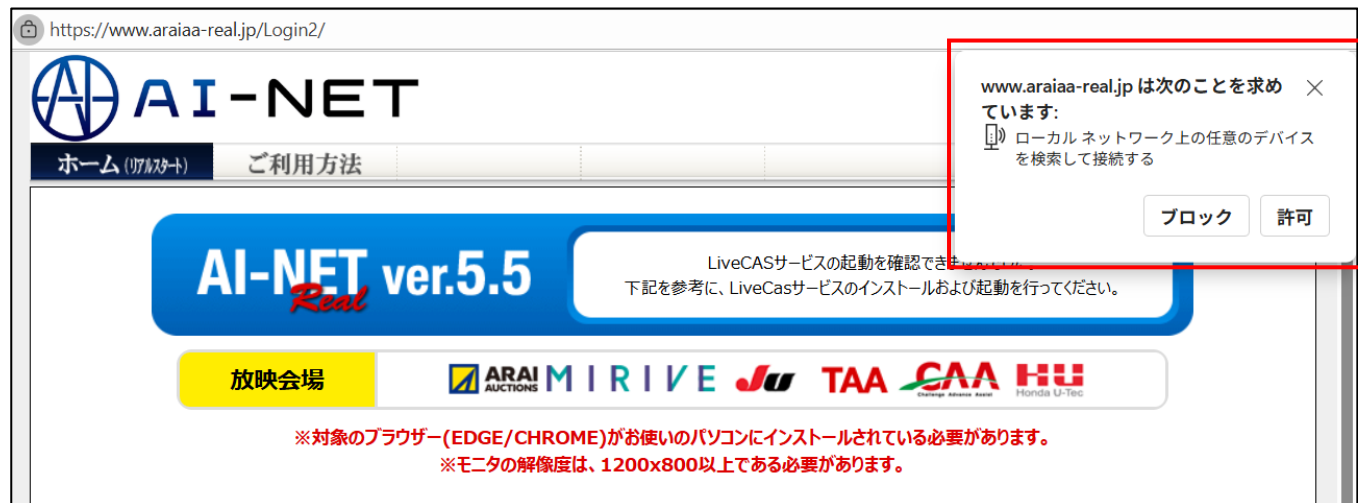 https://www.araiaa-real.jp/Login2/
AI-NET
www.araiaa-real.jp は次のことを求め
ています:
ローカル ネットワーク上の任意のデバイス
を検索して接続する
ブロック 許可
ホーム (リアルスタート) ご利用方法
AI-NET Real ver.5.5
LiveCASサービスの起動を確認でき
下記を参考に、LiveCasサービスのインストールおよび起動を行ってください。
放映会場 ARAI AUCTIONS MIRIVE JU TAA CAA Challenge Advance Assist HU Honda U-Tec
※対象のブラウザー(EDGE/CHROME)がお使いのパソコンにインストールされている必要があります。
※モニタの解像度は、1200x800以上である必要があります。